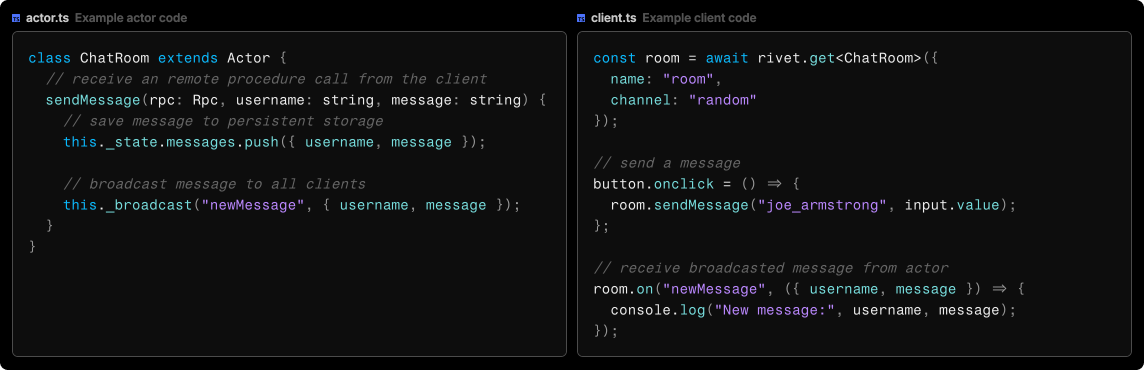 TS actor.ts Example actor code
class ChatRoom extends Actor {
  // receive an remote procedure call from the client
  sendMessage(rpc: Rpc, username: string, message: string) {
    // save message to persistent storage
    this._state.messages.push({ username, message });

    // broadcast message to all clients
    this._broadcast("newMessage", { username, message });
  }
}
TS client.ts Example client code
const room = await rivet.get<ChatRoom>({
  name: "room",
  channel: "random"
});

// send a message
button.onclick = () => {
  room.sendMessage("joe_armstrong", input.value);
};

// receive broadcasted message from actor
room.on("newMessage", ({ username, message }) => {
  console.log("New message:", username, message);
});